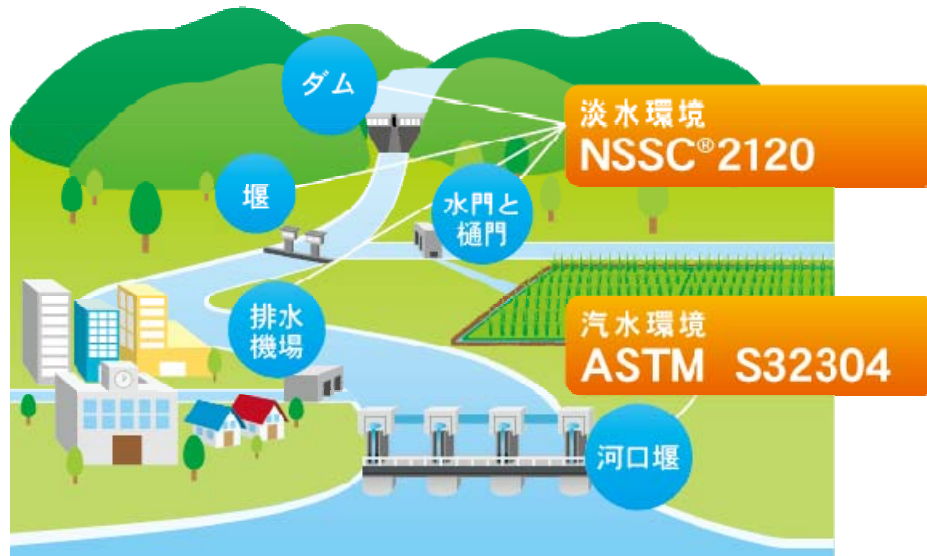 ダム
淡水環境
NSSC®2120
堰
水門と
樋門
排水
機場
汽水環境
ASTM S32304
河口堰